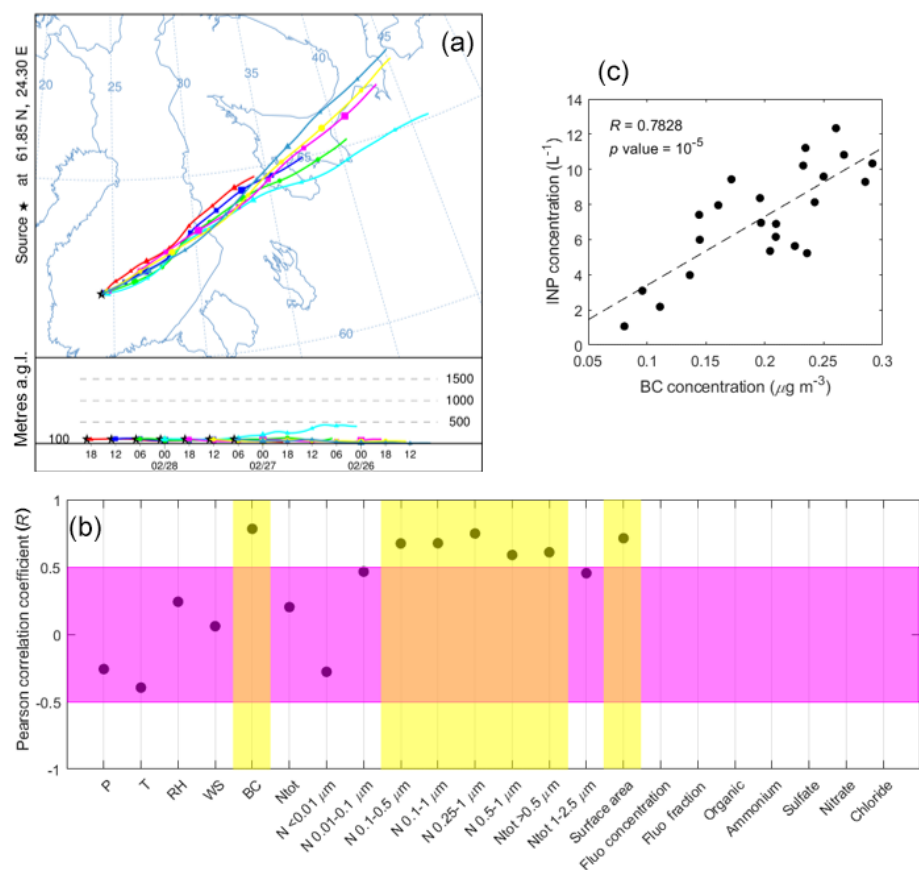 (a)
Source ★ at 61.85 N, 24.30 E
20
25
30
35
40
45
60
Metres a.g.l.
1500
1000
500
100
18 12 06 00 18 12 06 00 18 12 06 00 18 12
02/28 02/27 02/26
(c)
R = 0.7828
p value = 10-5
INP concentration (L-1)
14
12
10
8
6
4
2
0
0.05 0.1 0.15 0.2 0.25 0.3
BC concentration (μg m-3)
(b)
Pearson correlation coefficient (R)
1
0.5
0
-0.5
-1
P
T
RH
WS
BC
Ntot
N <0.01 μm
N 0.01-0.1 μm
N 0.1-0.5 μm
N 0.1-1 μm
N 0.25-1 μm
N 0.5-1 μm
Ntot >0.5 μm
Ntot 1-2.5 μm
Surface area
Fluo concentration
Fluo fraction
Organic
Ammonium
Sulfate
Nitrate
Chloride